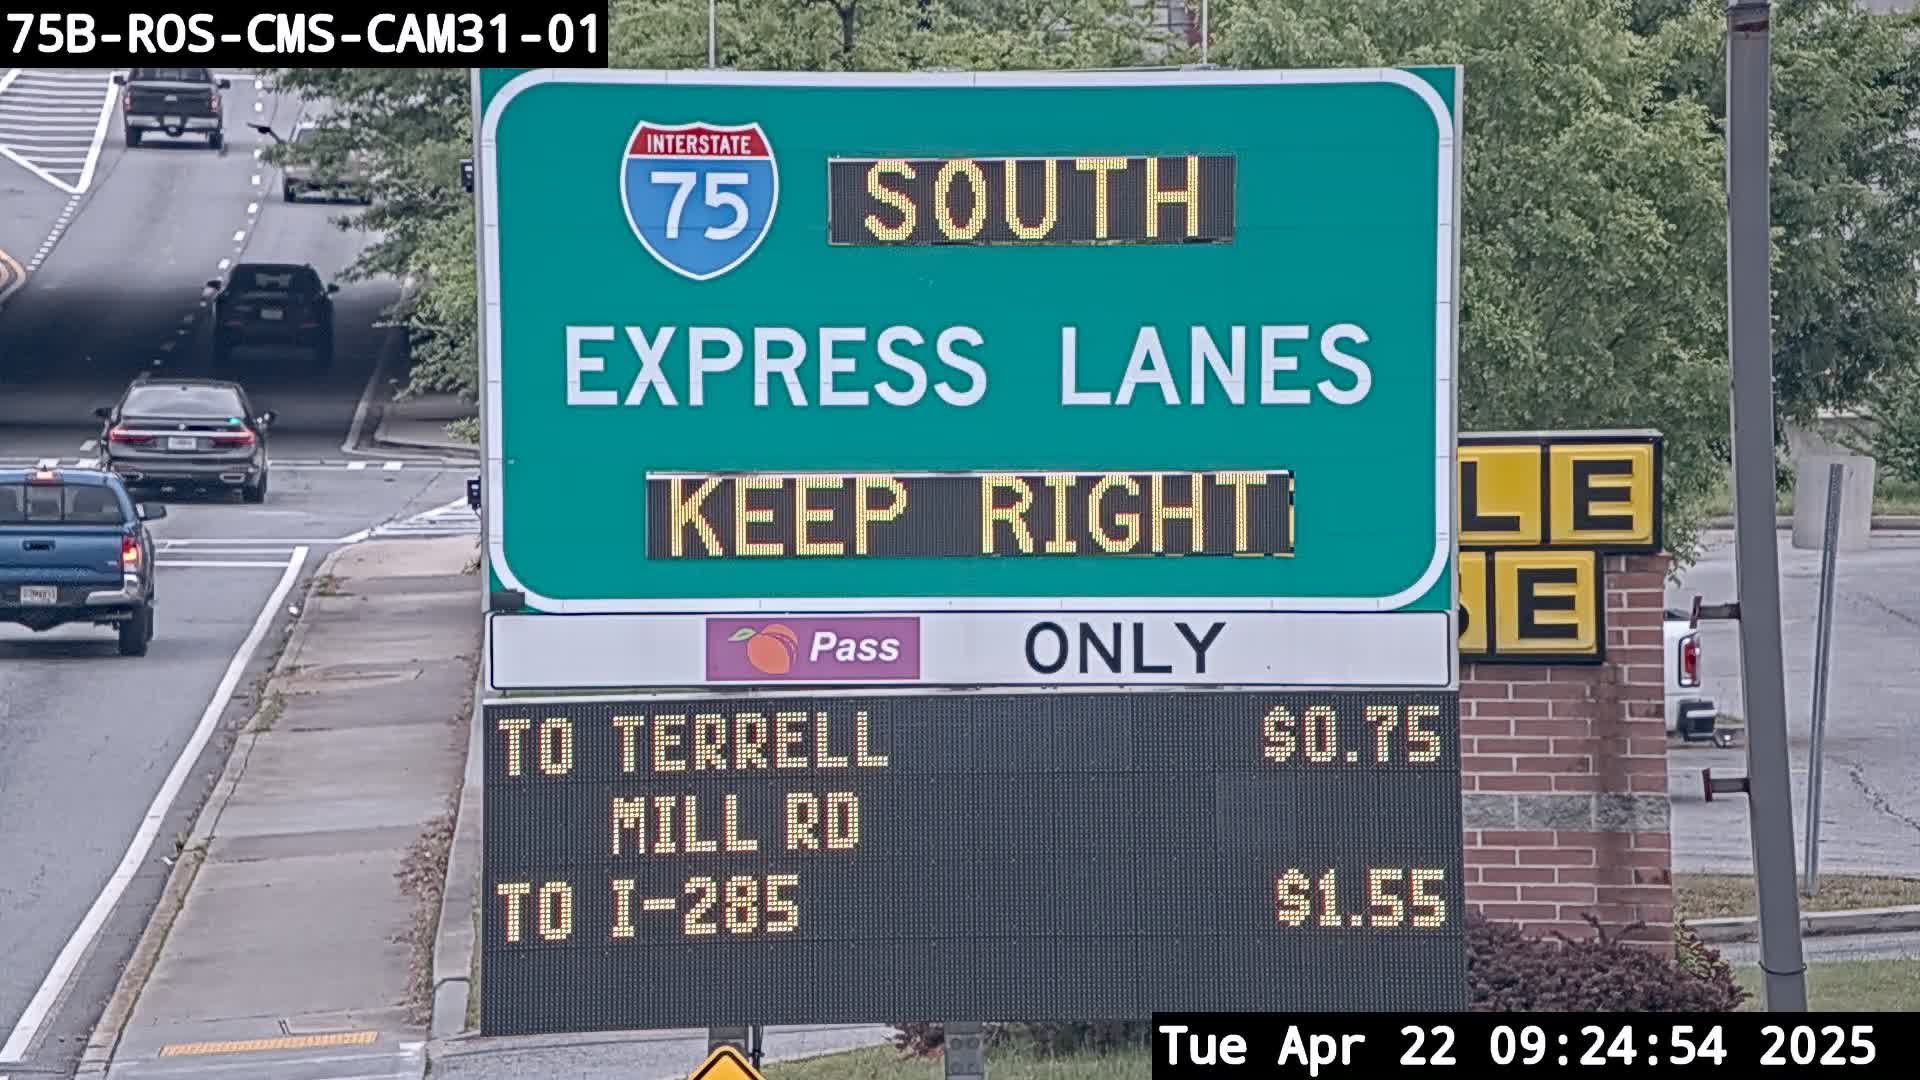 75B-ROS-CMS-CAM31-01
INTERSTATE
75
SOUTH
EXPRESS LANES
KEEP RIGHT
LE
E
Pass ONLY
TO TERRELL $0.75
MILL RD
TO I-285 $1.55
Tue Apr 22 09:24:54 2025